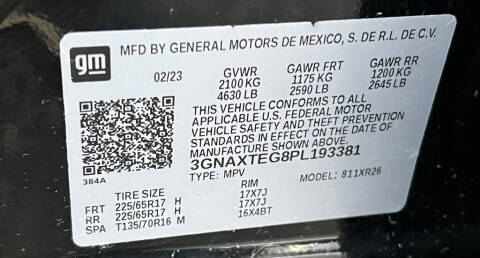 gm
MFD BY GENERAL MOTORS DE MEXICO, S. DE R.L. DE C.V.
02/23 GVWR GAWR FRT GAWR RR
2100 KG 1175 KG 1200 KG
4630 LB 2590 LB 2645 LB
THIS VEHICLE CONFORMS TO ALL
APPLICABLE U.S. FEDERAL MOTOR
VEHICLE SAFETY AND THEFT PREVENTION
STANDARDS IN EFFECT ON THE DATE OF
MANUFACTURE SHOWN ABOVE.
3GNAXTEG8PL193381
384A
TYPE: MPV MODEL: 811XR26
TIRE SIZE RIM
FRT 225/65R17 H 17X7J
RR 225/65R17 H 17X7J
SPA T135/70R16 M 16X4BT